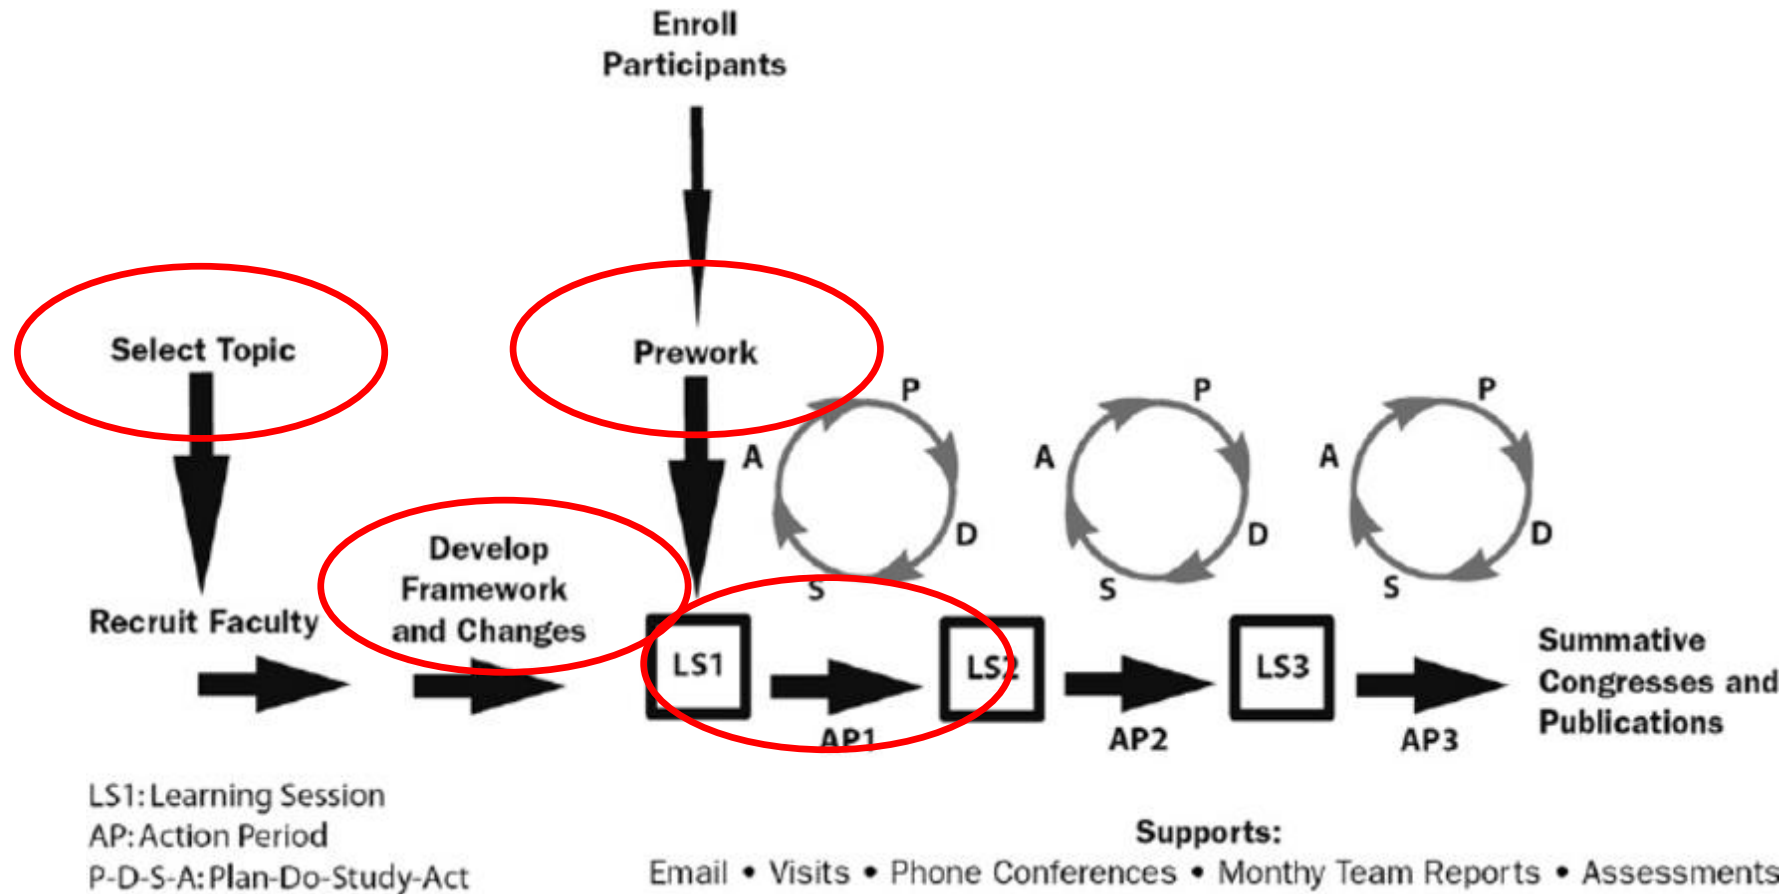 Enroll
Participants
Select Topic
Prework
P
A
D
S
P
A
D
S
P
A
D
S
Develop
Framework
and Changes
Recruit Faculty
LS1
LS2
LS3
AP1
AP2
AP3
Summative
Congresses and
Publications
LS1: Learning Session
AP: Action Period
P-D-S-A: Plan-Do-Study-Act
Supports:
Email • Visits • Phone Conferences • Monthy Team Reports • Assessments